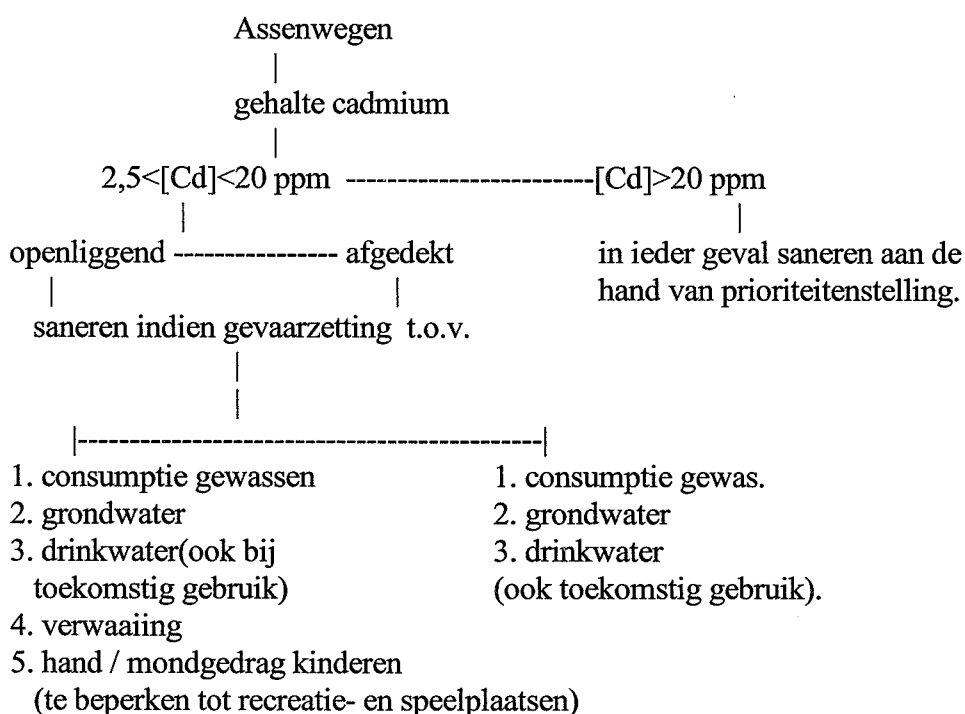 Assenwegen
|
gehalte cadmium
|
2,5<[Cd]<20 ppm ------------------------[Cd]>20 ppm
| |
openliggend ---------------- afgedekt in ieder geval saneren aan de
| | hand van prioriteitenstelling.
saneren indien gevaarzetting t.o.v.
|
|
|---------------------------------------------|
1. consumptie gewassen 1. consumptie gewas.
2. grondwater 2. grondwater
3. drinkwater(ook bij 3. drinkwater
toekomstig gebruik) (ook toekomstig gebruik).
4. verwaaiing
5. hand / mondgedrag kinderen
(te beperken tot recreatie- en speelplaatsen)